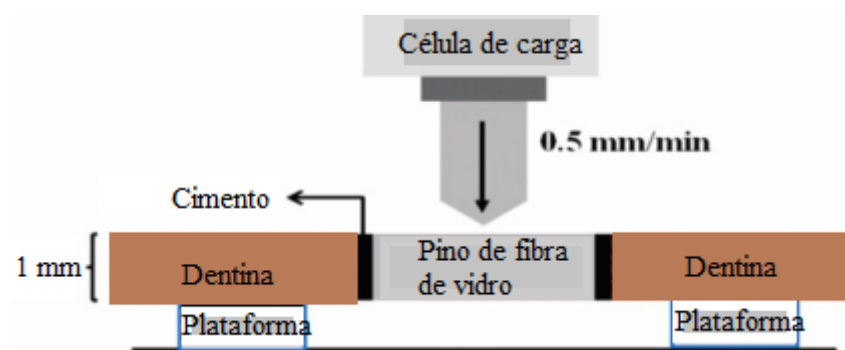 Célula de carga
0.5 mm/min
Cimento
1 mm
Dentina
Pino de fibra
de vidro
Dentina
Plataforma
Plataforma